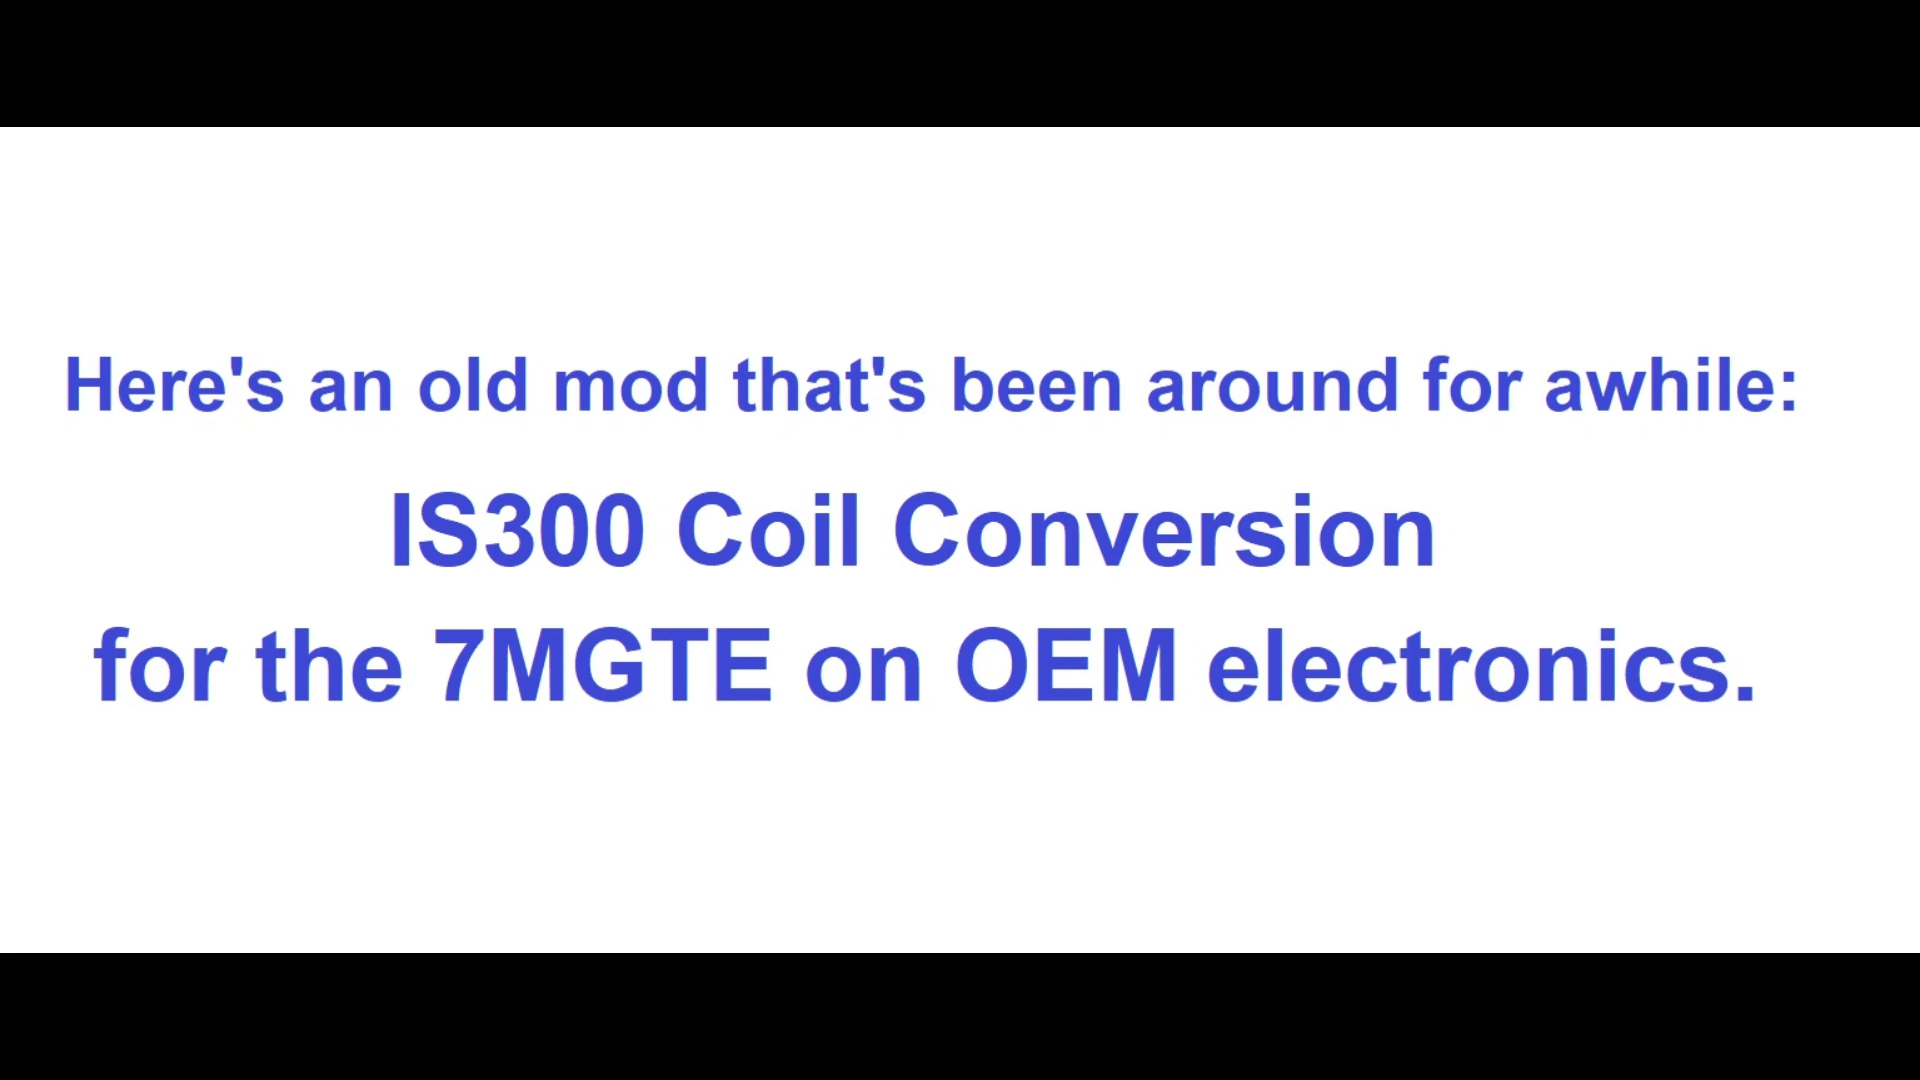 Here's an old mod that's been around for awhile:
IS300 Coil Conversion
for the 7MGTE on OEM electronics.